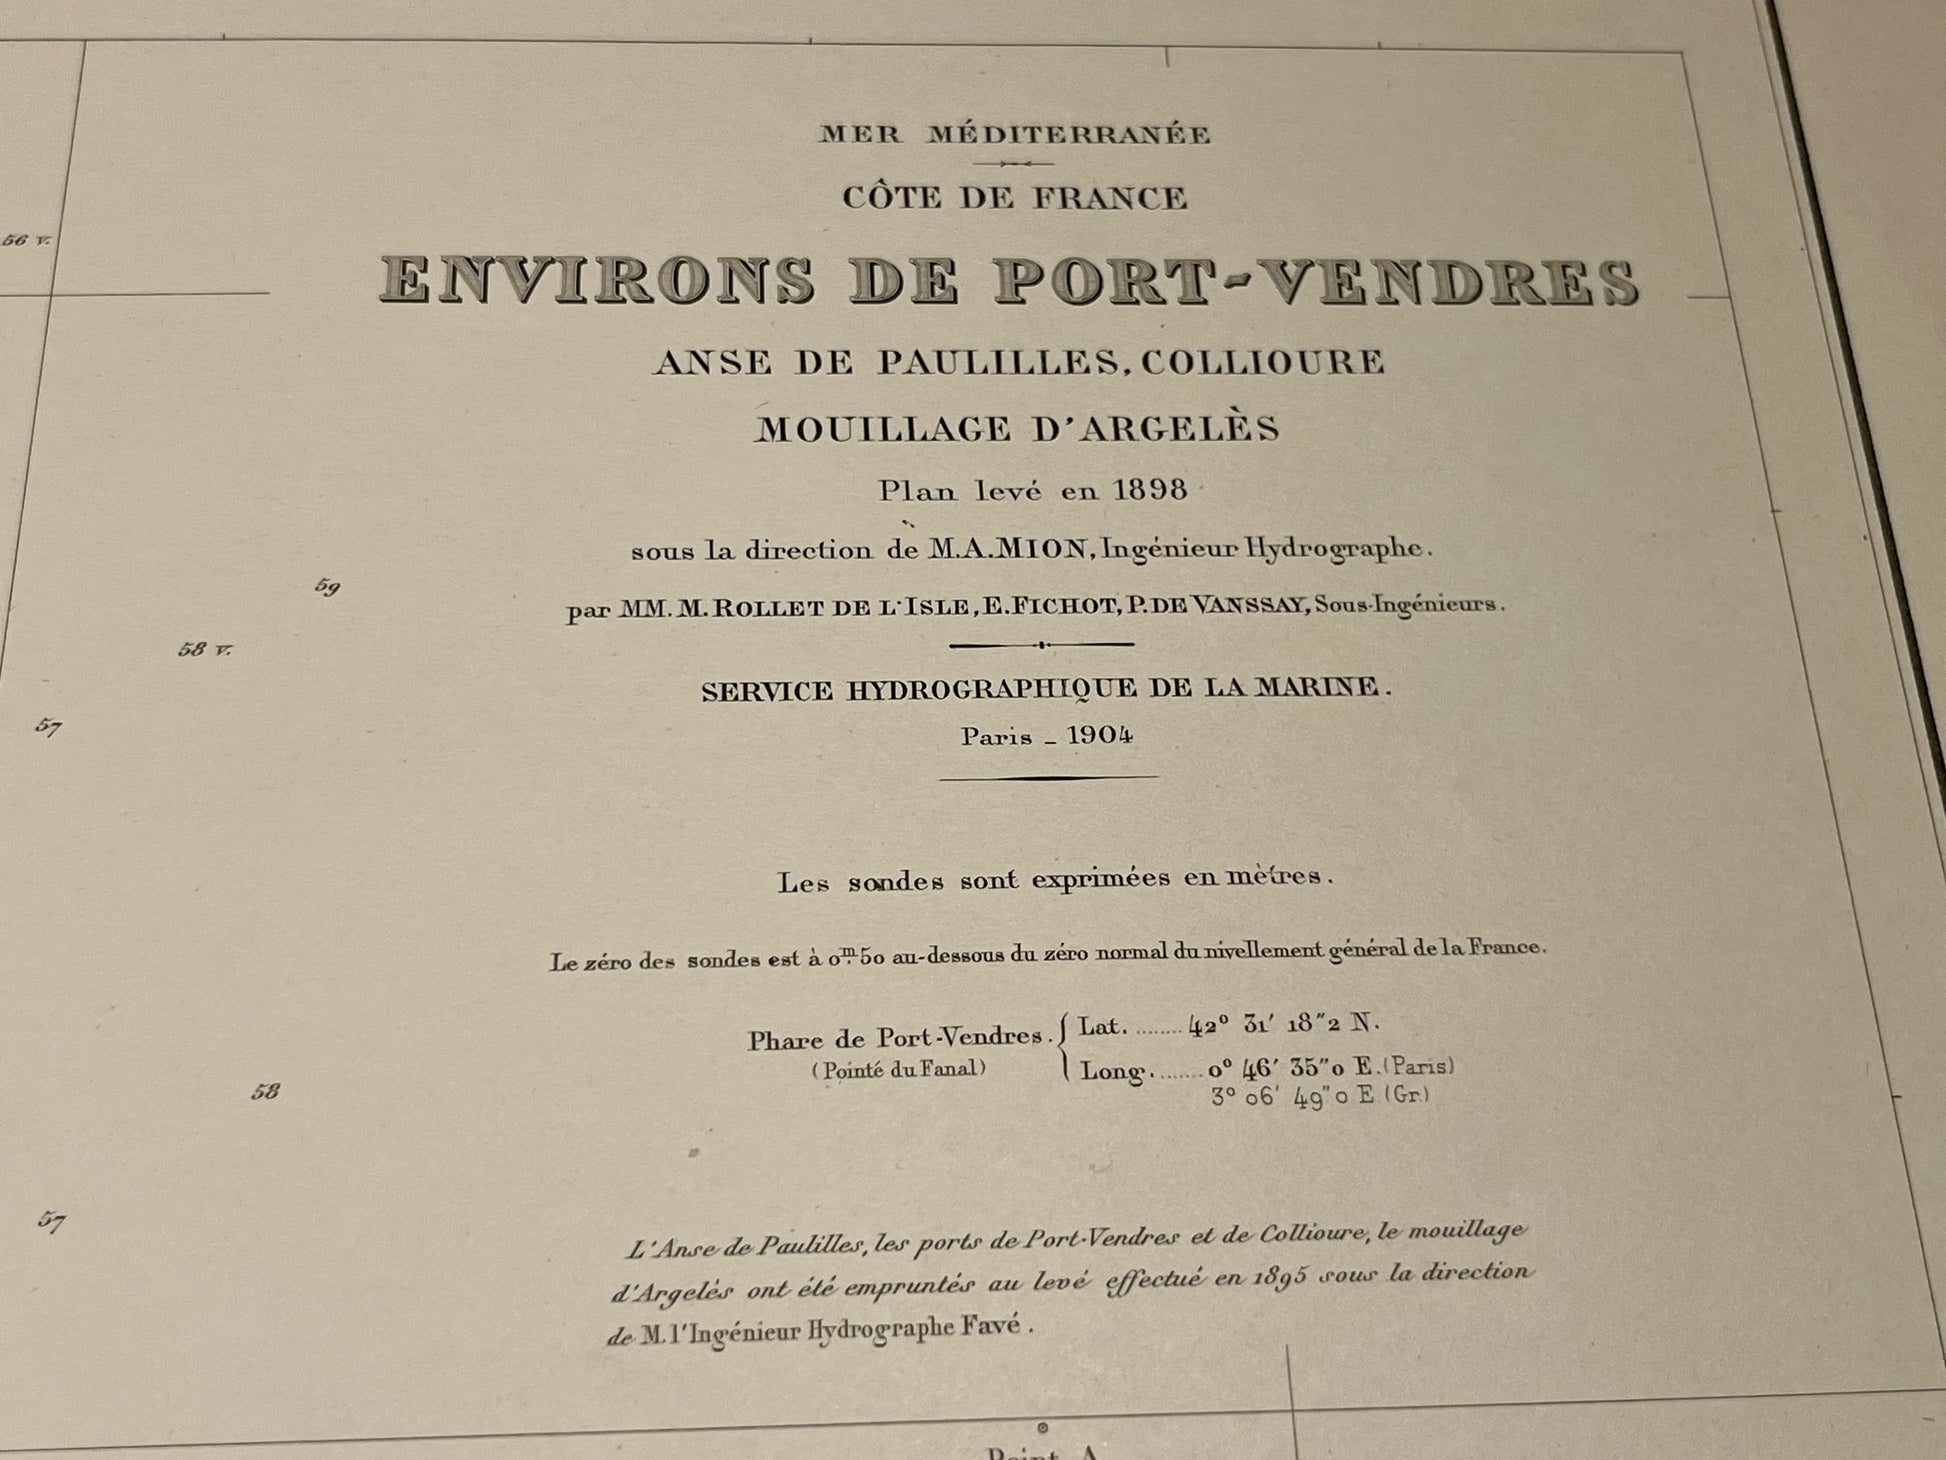 MER MÉDITERRANÉE
CÔTE DE FRANCE
56 v.
ENVIRONS DE PORT-VENDRES
ANSE DE PAULILLES, COLLIOURE
MOUILLAGE D'ARGELÈS
Plan levé en 1898
sous la direction de M.A.MION, Ingénieur Hydrographe.
59
par MM. M. ROLLET DE L'ISLE, E. FICHOT, P. DE VANSSAY, Sous-Ingénieurs.
58 v.
SERVICE HYDROGRAPHIQUE DE LA MARINE.
57
Paris _ 1904
Les sondes sont exprimées en mètres.
Le zéro des sondes est à 0m.50 au-dessous du zéro normal du nivellement général de la France.
Phare de Port-Vendres. { Lat. ........ 42° 31' 18"2 N.
(Pointé du Fanal) Long. ........ 0° 46' 35"0 E. (Paris)
58
3° 06' 49"0 E (Gr.)
57
L'Anse de Paulilles, les ports de Port-Vendres et de Collioure, le mouillage
d'Argelès ont été empruntés au levé effectué en 1895 sous la direction
de M. l'Ingénieur Hydrographe Favé.
Point A